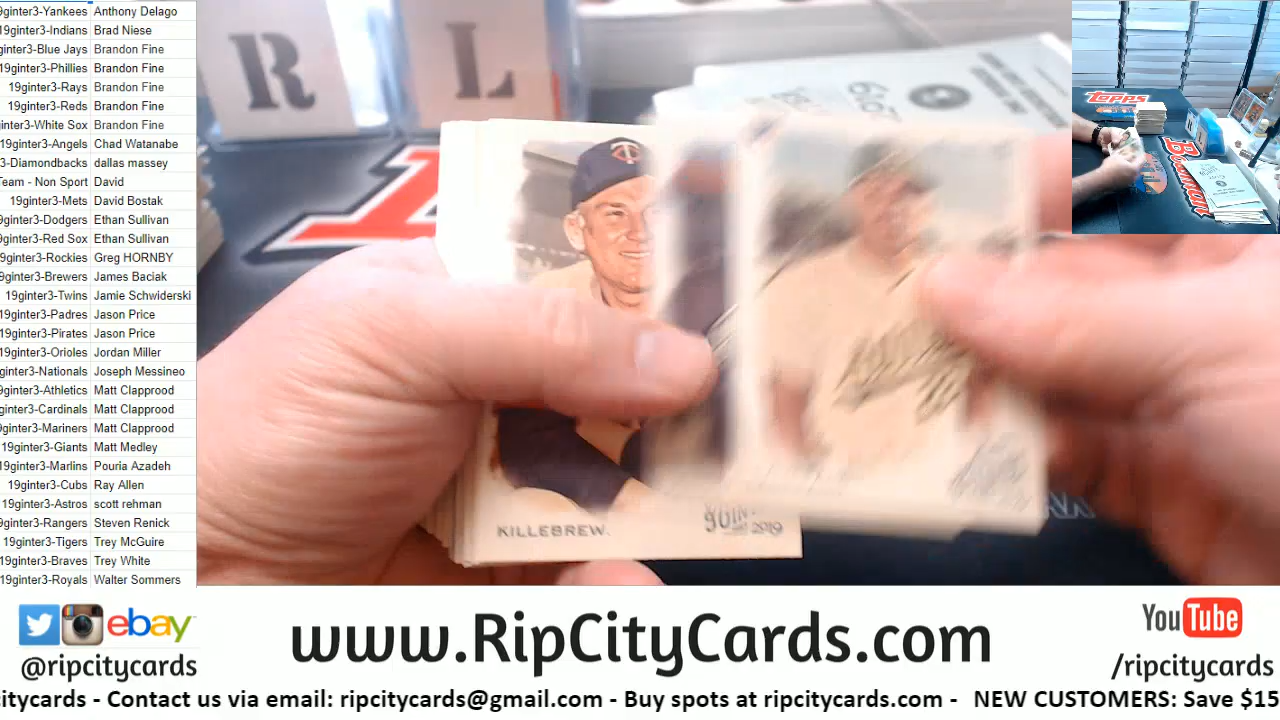 9ginter3-Yankees Anthony Delago
19ginter3-Indians Brad Niese
ginter3-Blue Jays Brandon Fine
19ginter3-Phillies Brandon Fine
19ginter3-Rays Brandon Fine
19ginter3-Reds Brandon Fine
ginter3-White Sox Brandon Fine
19ginter3-Angels Chad Watanabe
3-Diamondbacks dallas massey
Team - Non Sport David
19ginter3-Mets David Bostak
9ginter3-Dodgers Ethan Sullivan
9ginter3-Red Sox Ethan Sullivan
9ginter3-Rockies Greg HORNBY
9ginter3-Brewers James Baciak
19ginter3-Twins Jamie Schwiderski
19ginter3-Padres Jason Price
19ginter3-Pirates Jason Price
19ginter3-Orioles Jordan Miller
9ginter3-Nationals Joseph Messineo
9ginter3-Athletics Matt Clapprood
ginter3-Cardinals Matt Clapprood
9ginter3-Mariners Matt Clapprood
19ginter3-Giants Matt Medley
19ginter3-Marlins Pouria Azadeh
19ginter3-Cubs Ray Allen
19ginter3-Astros scott rehman
9ginter3-Rangers Steven Renick
19ginter3-Tigers Trey McGuire
19ginter3-Braves Trey White
19ginter3-Royals Walter Sommers
R L
T
KILLEBREW.
2019
Topps
BOWMAN
ebay
@ripcitycards
www.RipCityCards.com
YouTube
/ripcitycards
citycards - Contact us via email: ripcitycards@gmail.com - Buy spots at ripcitycards.com - NEW CUSTOMERS: Save $15